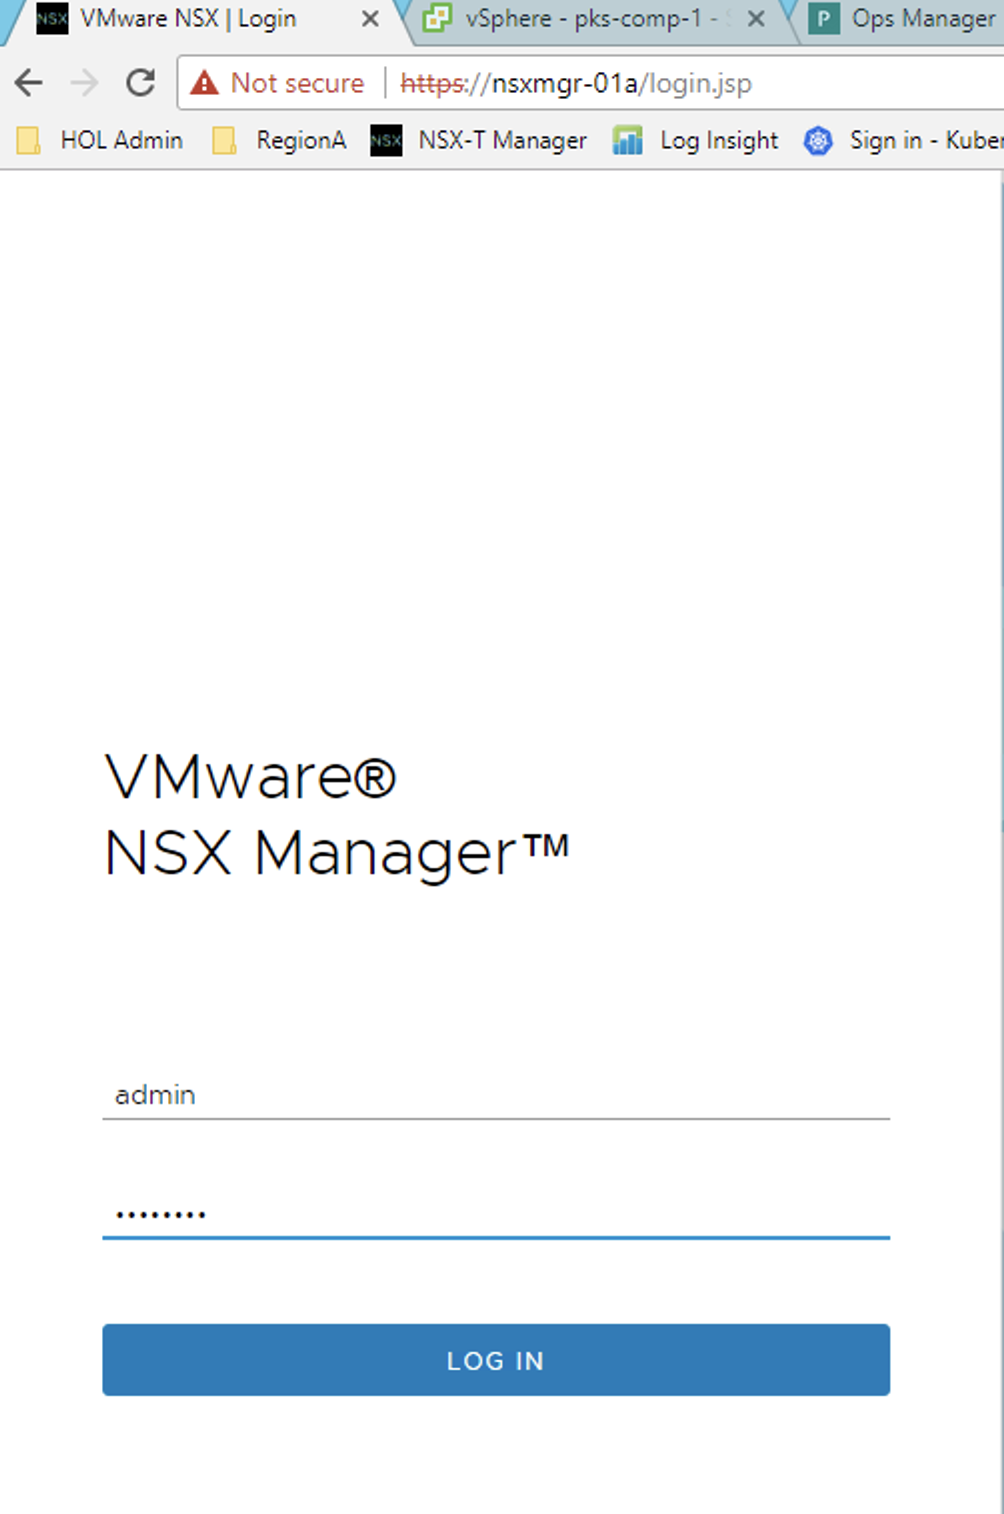 NSX VMware NSX | Login vSphere - pks-comp-1 - P Ops Manager
Not secure https://nsxmgr-01a/login.jsp
HOL Admin RegionA NSX NSX-T Manager Log Insight Sign in - Kuber
VMware®
NSX Manager™
admin
••••••••
LOG IN